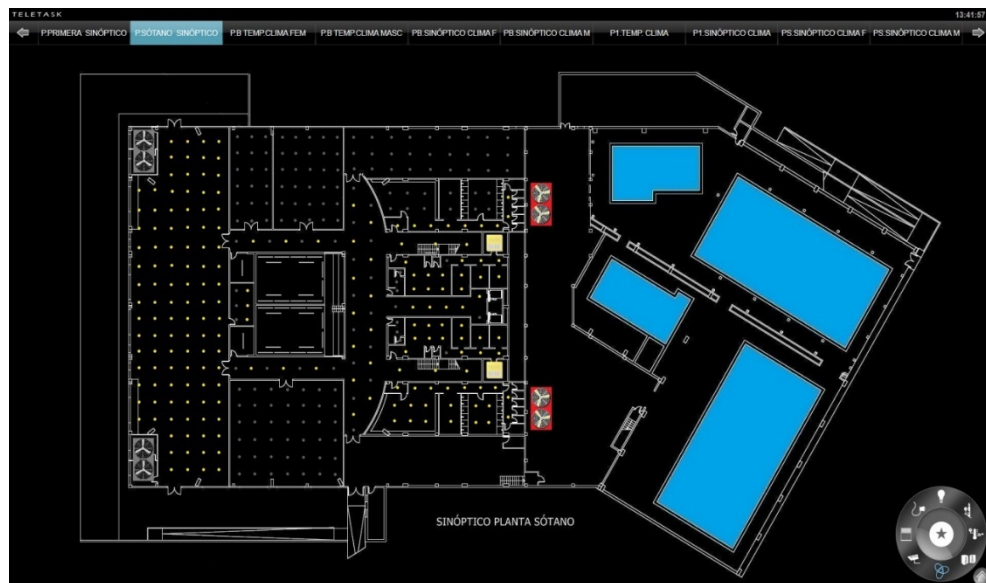 TELETASK
13:41:57
P.PRIMERA SINÓPTICO
P.SÓTANO SINÓPTICO
P.B TEMP.CLIMA FEM
P.B TEMP.CLIMA MASC
PB.SINÓPTICO CLIMA F
PB.SINÓPTICO CLIMA M
P1.TEMP. CLIMA
P1.SINÓPTICO CLIMA
PS.SINÓPTICO CLIMA F
PS.SINÓPTICO CLIMA M
SINÓPTICO PLANTA SÓTANO